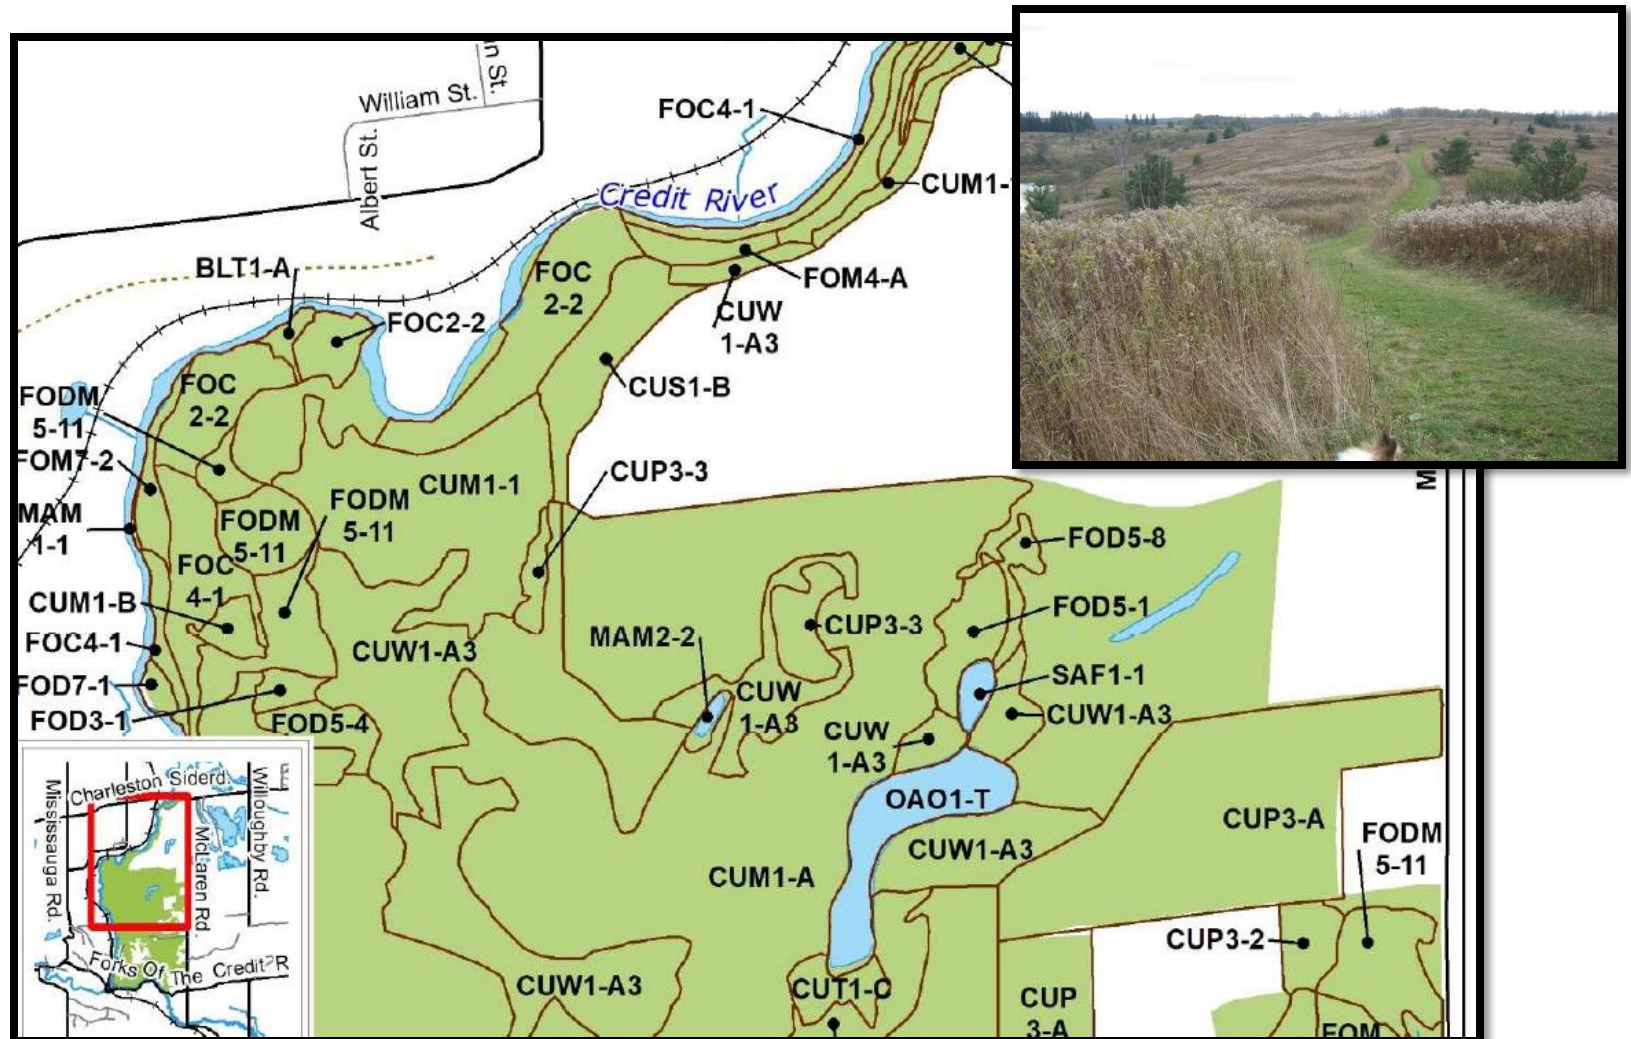 William St.
Albert St.
n St.
FOC4-1
CUM1-
Credit River
BLT1-A
FOC
2-2
FOM4-A
CUW
1-A3
FOC2-2
CUS1-B
FOC
2-2
FODM
5-11
FOM7-2
MAM
1-1
CUM1-1
CUP3-3
FODM
5-11
FODM
5-11
FOC
4-1
CUM1-B
FOC4-1
FOD7-1
FOD3-1
FOD5-4
CUW1-A3
MAM2-2
CUP3-3
CUW
1-A3
FOD5-8
FOD5-1
SAF1-1
CUW1-A3
CUW
1-A3
OAO1-T
CUW1-A3
CUP3-A
FODM
5-11
CUM1-A
CUP3-2
CUW1-A3
CUT1-C
CUP
3-A
FOM
M
Charleston Siderd.
Mississauga Rd.
Willoughby Rd.
McLaren Rd.
Forks Of The Credit R